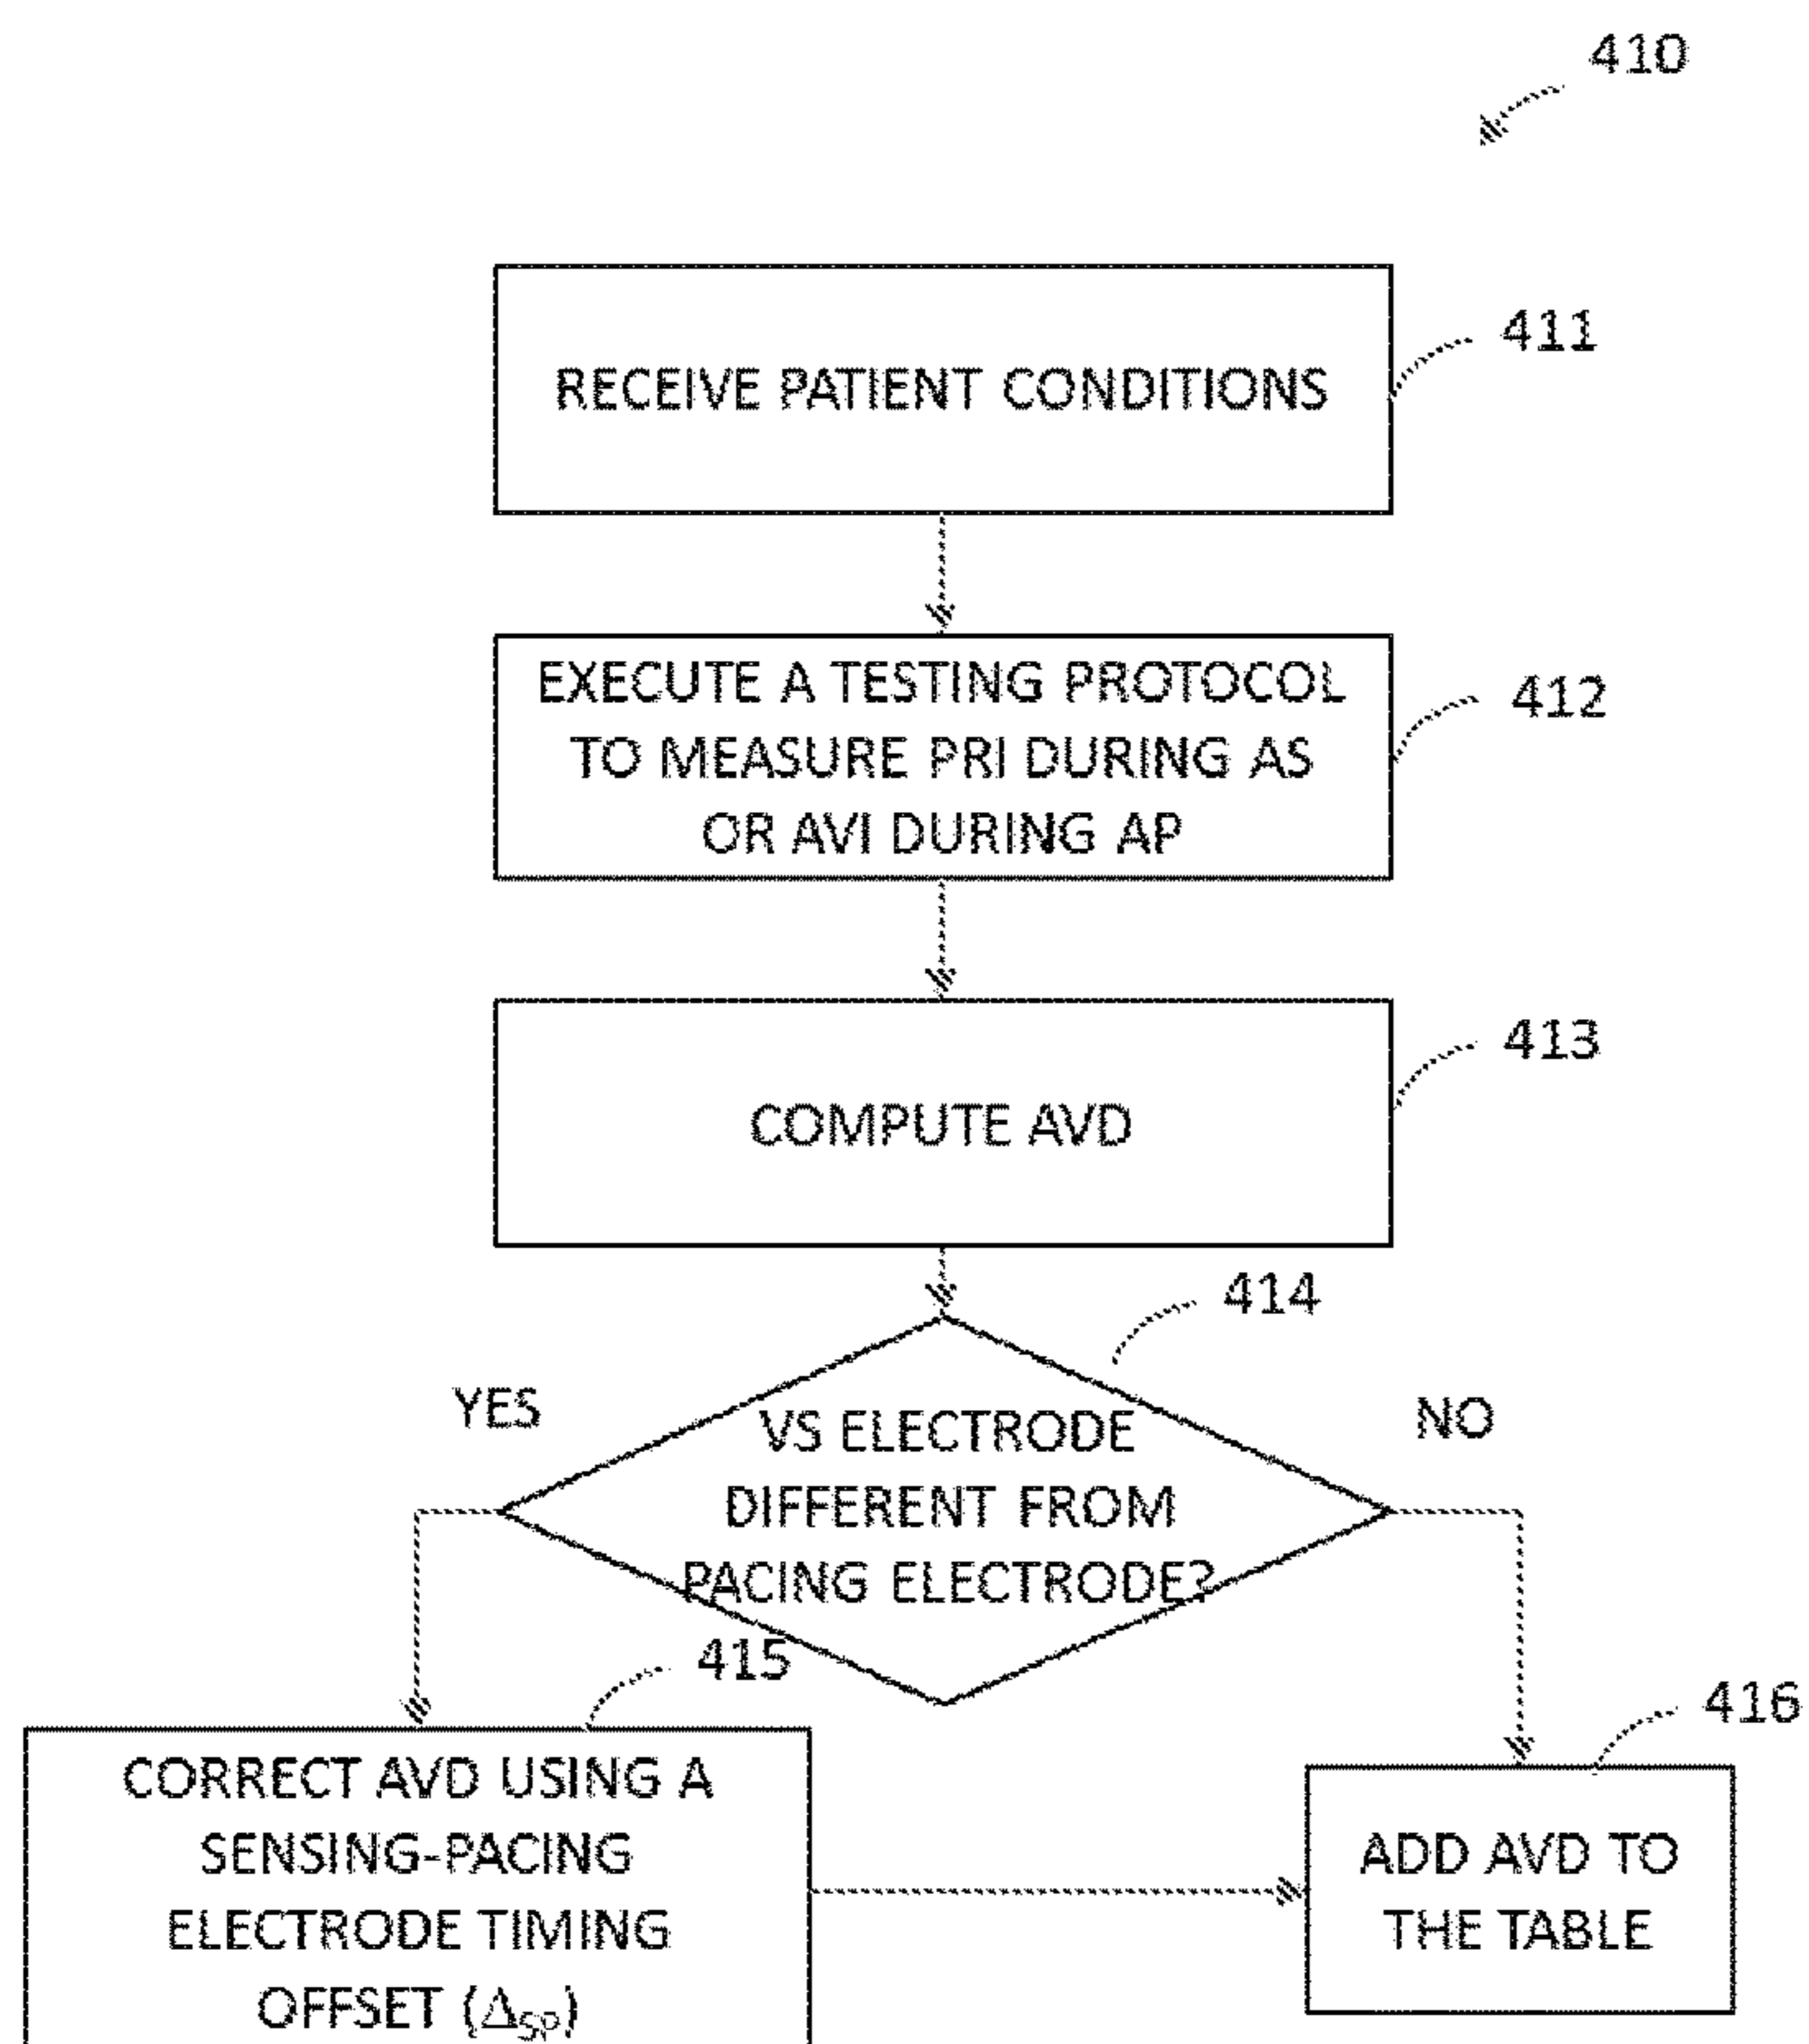 410
RECEIVE PATIENT CONDITIONS
411
EXECUTE A TESTING PROTOCOL
TO MEASURE PRI DURING AS
OR AVI DURING AP
412
COMPUTE AVD
413
414
YES
NO
VS ELECTRODE
DIFFERENT FROM
PACING ELECTRODE?
415
CORRECT AVD USING A
SENSING-PACING
ELECTRODE TIMING
OFFSET (ΔSP)
416
ADD AVD TO
THE TABLE